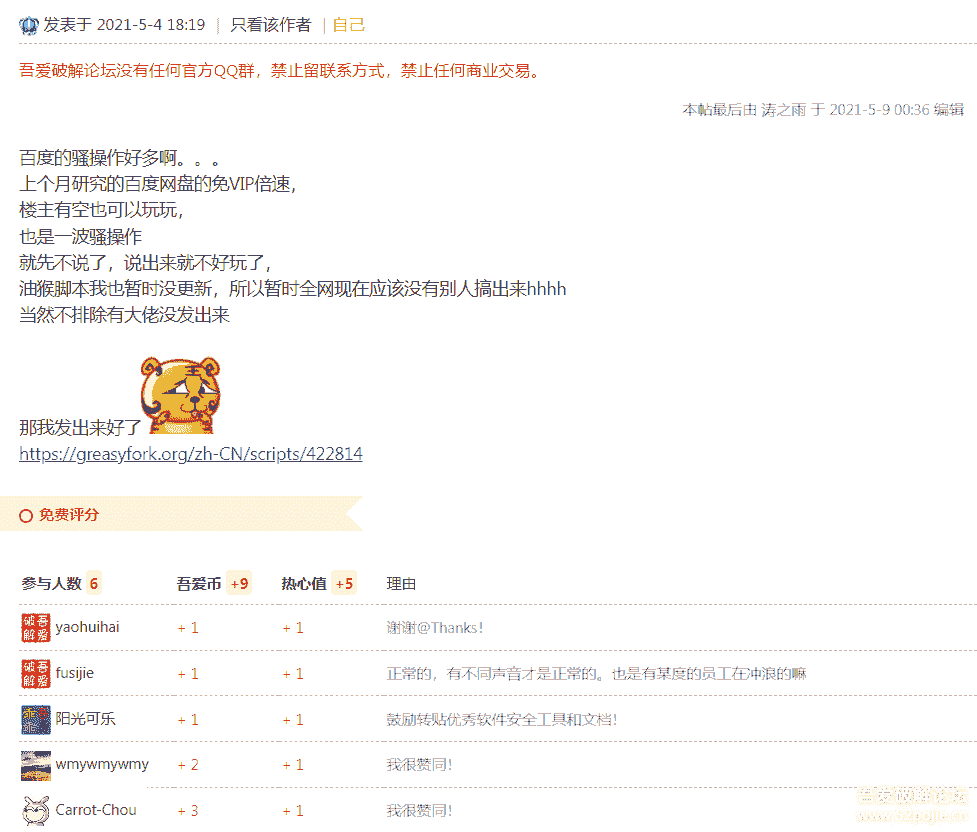 发表于 2021-5-4 18:19 | 只看该作者 | 自己
吾爱破解论坛没有任何官方QQ群，禁止留联系方式，禁止任何商业交易。
本帖最后由 涛之雨 于 2021-5-9 00:36 编辑
百度的骚操作好多啊。。。
上个月研究的百度网盘的免VIP倍速，
楼主有空也可以玩玩，
也是一波骚操作
就先不说了，说出来就不好玩了，
油猴脚本我也暂时没更新，所以暂时全网现在应该没有别人搞出来hhhh
当然不排除有大佬没发出来
那我发出来好了
https://greasyfork.org/zh-CN/scripts/422814
免费评分
参与人数 6 吾爱币 +9 热心值 +5 理由
yaohuihai + 1 + 1 谢谢@Thanks！
fusijie + 1 + 1 正常的，有不同声音才是正常的。也是有某度的员工在冲浪的嘛
阳光可乐 + 1 + 1 鼓励转贴优秀软件安全工具和文档！
wmywmywmy + 2 + 1 我很赞同！
Carrot-Chou + 3 + 1 我很赞同！
吾爱破解论坛
www.52pojie.cn